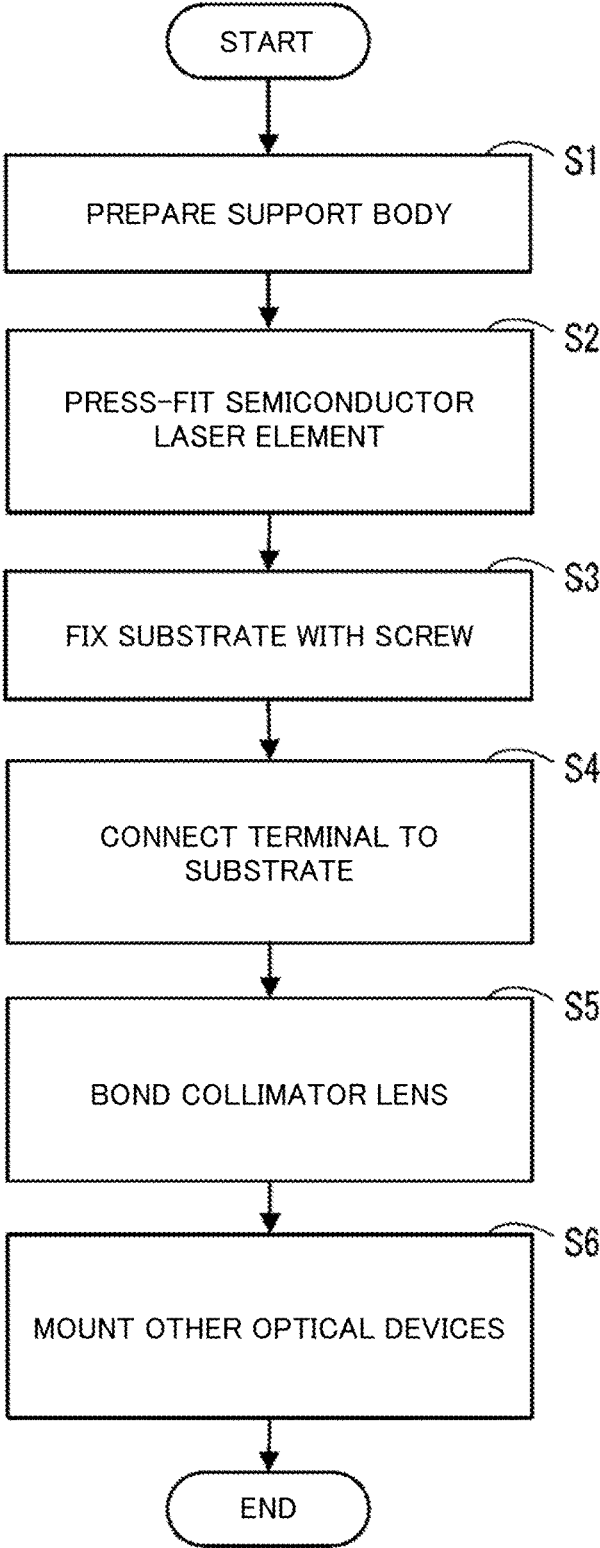 START
S1
PREPARE SUPPORT BODY
S2
PRESS-FIT SEMICONDUCTOR
LASER ELEMENT
S3
FIX SUBSTRATE WITH SCREW
S4
CONNECT TERMINAL TO
SUBSTRATE
S5
BOND COLLIMATOR LENS
S6
MOUNT OTHER OPTICAL DEVICES
END